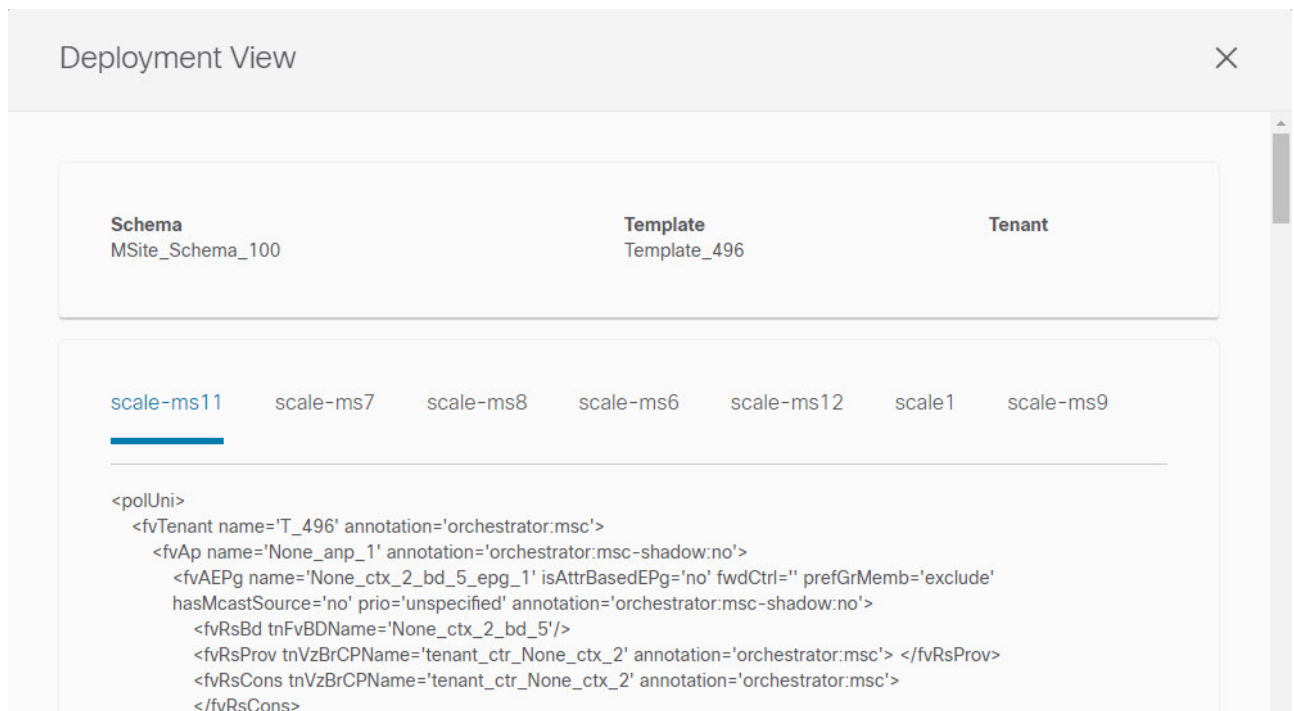 Deployment View
Schema Template Tenant
MSite_Schema_100 Template_496
scale-ms11 scale-ms7 scale-ms8 scale-ms6 scale-ms12 scale1 scale-ms9
<polUni>
<fvTenant name='T_496' annotation='orchestrator:msc'>
<fvAp name='None_anp_1' annotation='orchestrator:msc-shadow:no'>
<fvAEPg name='None_ctx_2_bd_5_epg_1' isAttrBasedEPg='no' fwdCtrl='' prefGrMemb='exclude'
hasMcastSource='no' prio='unspecified' annotation='orchestrator:msc-shadow:no'>
<fvRsBd tnFvBDName='None_ctx_2_bd_5'/>
<fvRsProv tnVzBrCPName='tenant_ctr_None_ctx_2' annotation='orchestrator:msc'> </fvRsProv>
<fvRsCons tnVzBrCPName='tenant_ctr_None_ctx_2' annotation='orchestrator:msc'>
</fvRsCons>